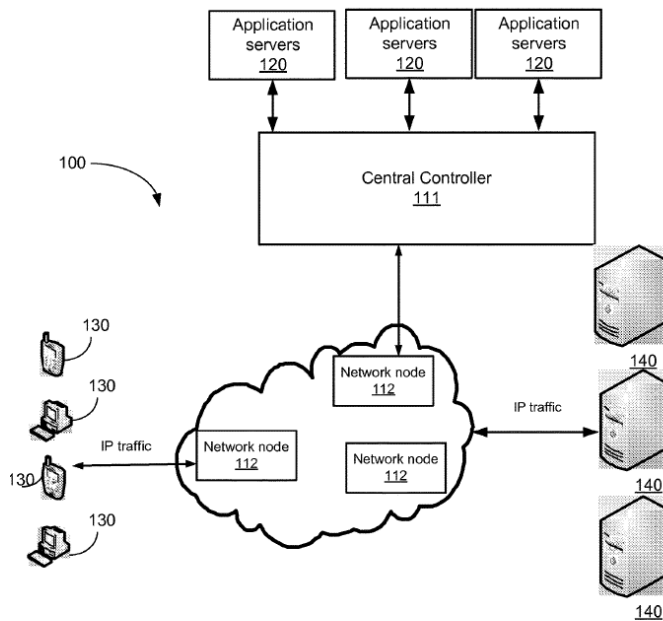 Application servers 120
Application servers 120
Application servers 120
100
Central Controller
111
130
140
Network node
112
130
IP traffic
IP traffic
Network node
112
Network node
112
130
140
130
140